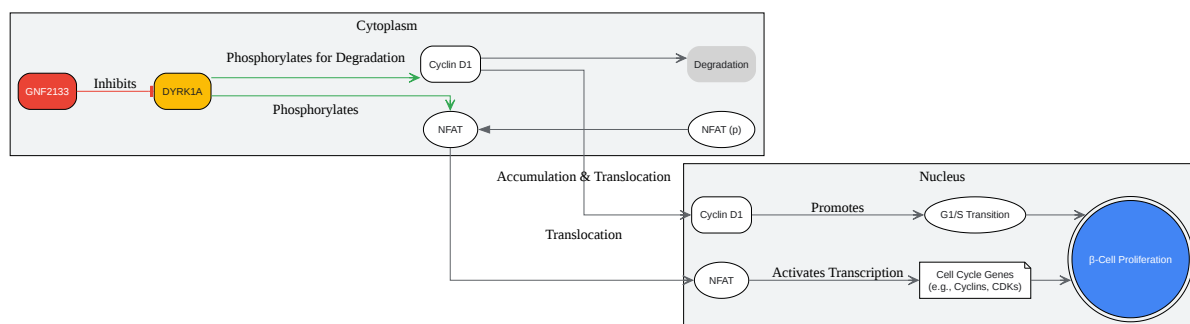 Cytoplasm
Phosphorylates for Degradation
Cyclin D1
Degradation
GNF2133
Inhibits
DYRK1A
Phosphorylates
NFAT
NFAT (p)
Accumulation & Translocation
Nucleus
Cyclin D1
Promotes
G1/S Transition
Translocation
β-Cell Proliferation
NFAT
Activates Transcription
Cell Cycle Genes
(e.g., Cyclins, CDKs)